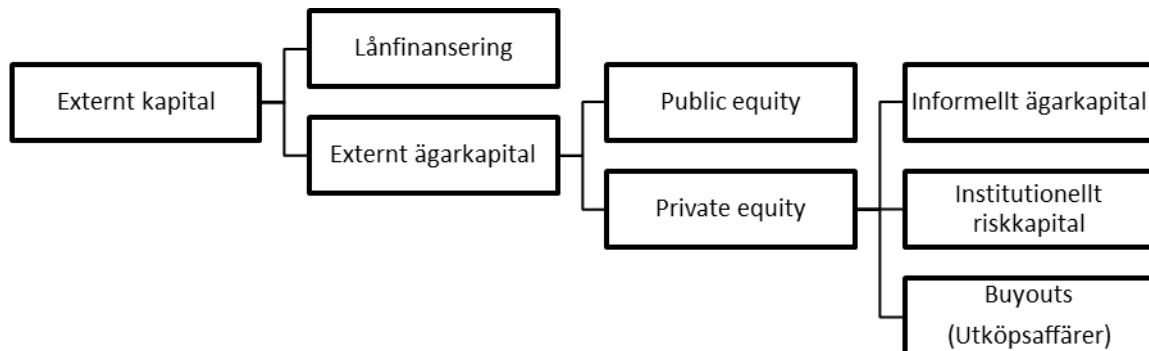 Externt kapital
Lånfinansering
Externt ägarkapital
Public equity
Private equity
Informellt ägarkapital
Institutionellt
riskkapital
Buyouts
(Utköpsaffärer)